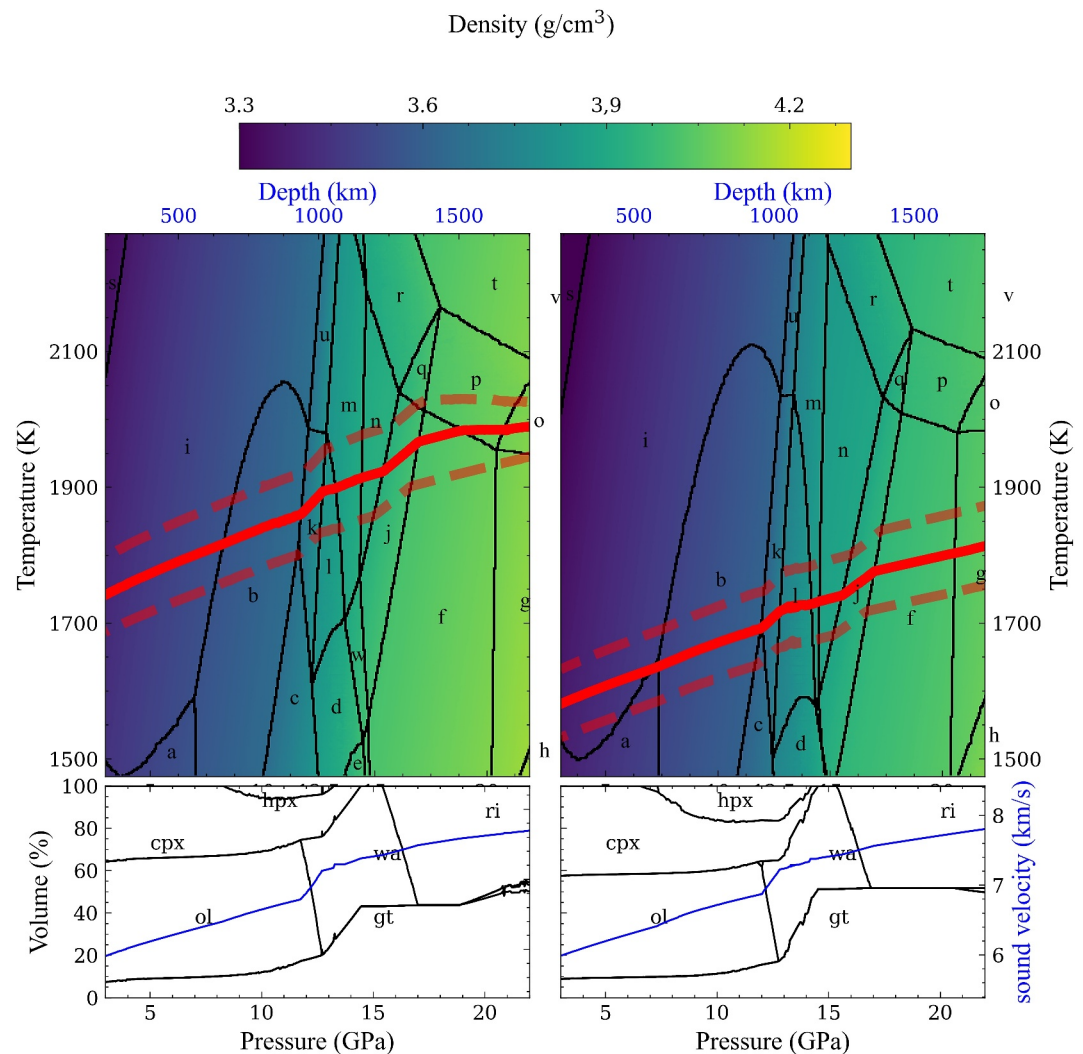 Density (g/cm³)
3.3 3.6 3,9 4.2
Depth (km) Depth (km)
500 1000 1500 500 1000 1500
s t v s t v
r r
u u
2100 2100
q p q p
m m o
i n o i n
1900 1900
Temperature (K) Temperature (K)
k j k
b l b l j g
1700 f g f
w
c d c d
a a h
1500 e h 1500
100
hpx hpx
ri ri 8
80
cpx cpx
wa wa
60
7
40
ol gt ol gt
20
6
0
Volume (%) sound velocity (km/s)
5 10 15 20 5 10 15 20
Pressure (GPa) Pressure (GPa)